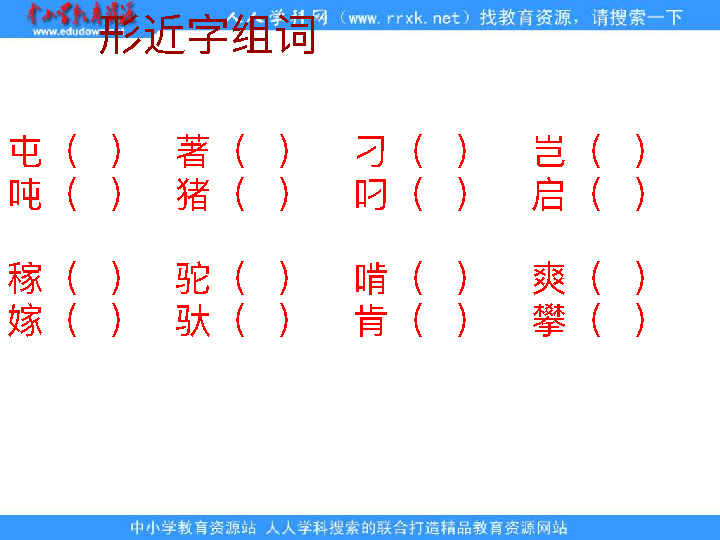 中小学教育资源站
www.edudown
人人学科网（www.rrxk.net）找教育资源，请搜索一下
形近字组词
屯（ ） 著（ ） 刁（ ） 岂（ ）
吨（ ） 猪（ ） 叼（ ） 启（ ）
稼（ ） 驼（ ） 啃（ ） 爽（ ）
嫁（ ） 驮（ ） 肯（ ） 攀（ ）
中小学教育资源站 人人学科搜索的联合打造精品教育资源网站